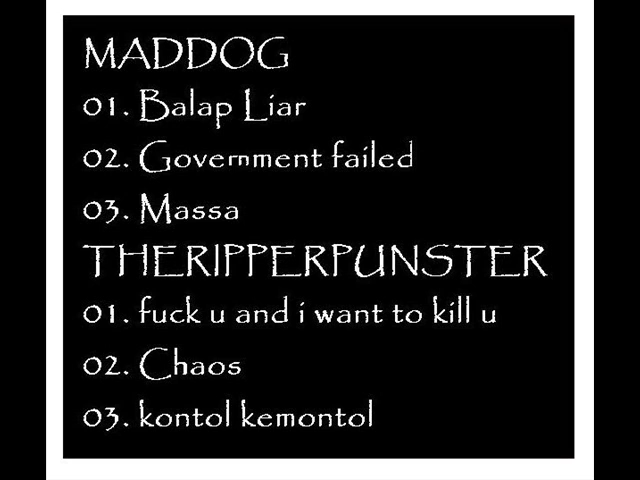 MADDOG
01. Balap Liar
02. Government failed
03. Massa
THERIPPERPUNSTER
01. fuck u and i want to kill u
02. Chaos
03. kontol kemontol